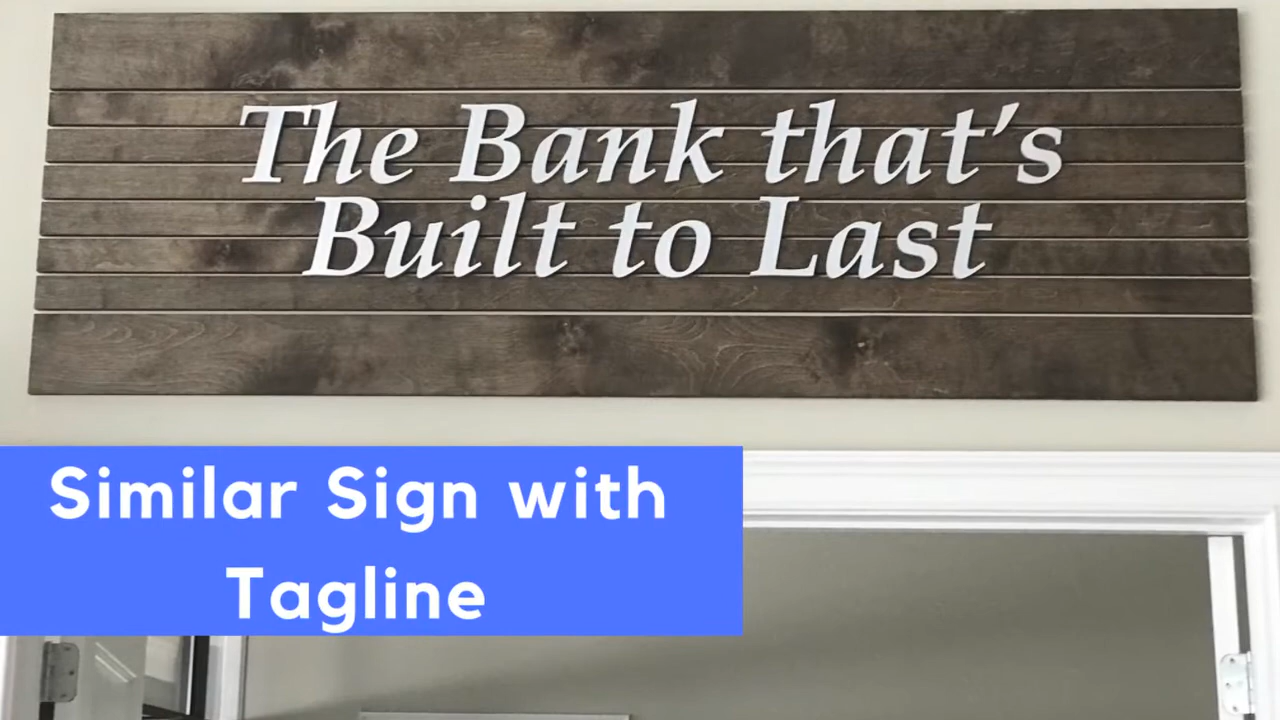 The Bank that's
Built to Last
Similar Sign with
Tagline